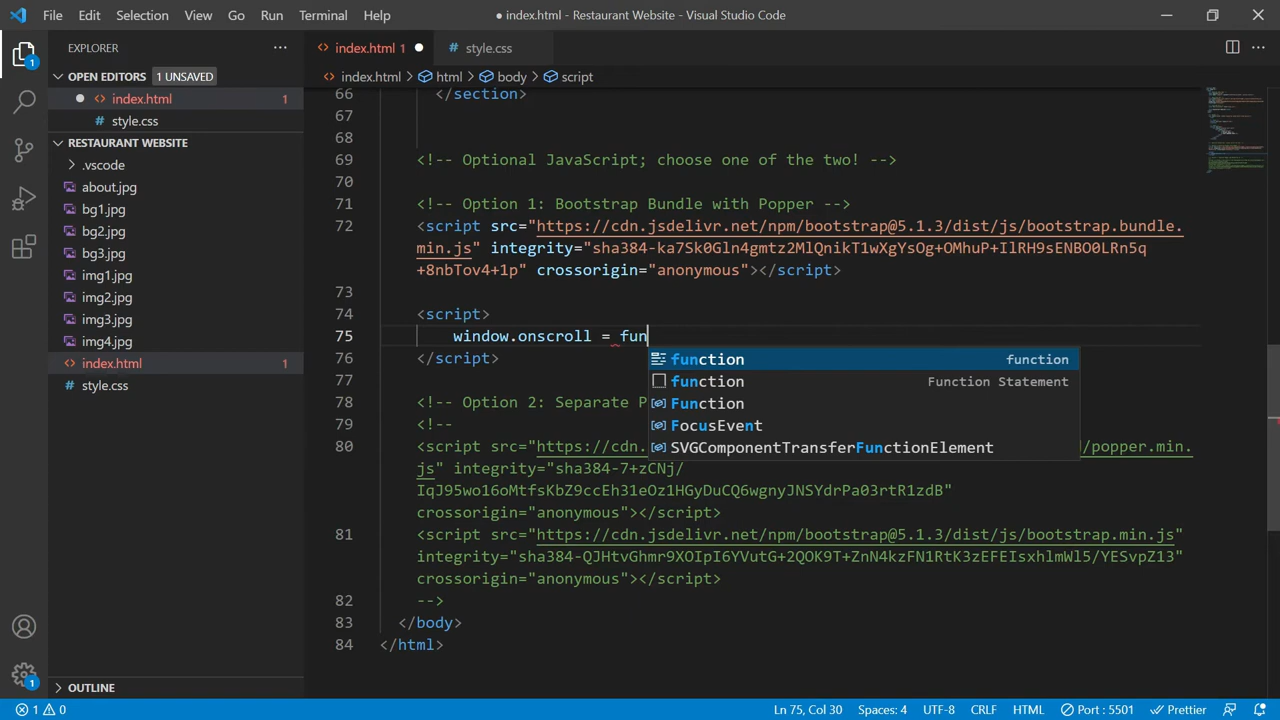 File Edit Selection View Go Run Terminal Help
● index.html - Restaurant Website - Visual Studio Code
1
EXPLORER
OPEN EDITORS 1 UNSAVED
● <> index.html 1
# style.css
RESTAURANT WEBSITE
.vscode
about.jpg
bg1.jpg
bg2.jpg
bg3.jpg
img1.jpg
img2.jpg
img3.jpg
img4.jpg
<> index.html 1
# style.css
OUTLINE
<> index.html 1 ●
# style.css
<> index.html > html > body > script
66 </section>
67
68
69 <!-- Optional JavaScript; choose one of the two! -->
70
71 <!-- Option 1: Bootstrap Bundle with Popper -->
72 <script src="https://cdn.jsdelivr.net/npm/bootstrap@5.1.3/dist/js/bootstrap.bundle.
min.js" integrity="sha384-ka7Sk0Gln4gmtz2MlQnikT1wXgYsOg+OMhuP+IlRH9sENBO0LRn5q
+8nbTov4+1p" crossorigin="anonymous"></script>
73
74 <script>
75 window.onscroll = fun
function function
function Function Statement
Function
FocusEvent
SVGComponentTransferFunctionElement
76 </script>
77
78 <!-- Option 2: Separate P
79 <!--
80 <script src="https://cd /popper.min.
js" integrity="sha384-7+zCNj/
IqJ95wo16oMtfsKbZ9ccEh31eOz1HGyDuCQ6wgnyJNSYdrPa03rtR1zdB"
crossorigin="anonymous"></script>
81 <script src="https://cdn.jsdelivr.net/npm/bootstrap@5.1.3/dist/js/bootstrap.min.js"
integrity="sha384-QJHtvGhmr9XOIpI6YVutG+2QOK9T+ZnN4kzFN1RtK3zEFEIsxhlmWl5/YESvpZ13"
crossorigin="anonymous"></script>
82 -->
83 </body>
84 </html>
1
1 0
Ln 75, Col 30 Spaces: 4 UTF-8 CRLF HTML Port : 5501 Prettier